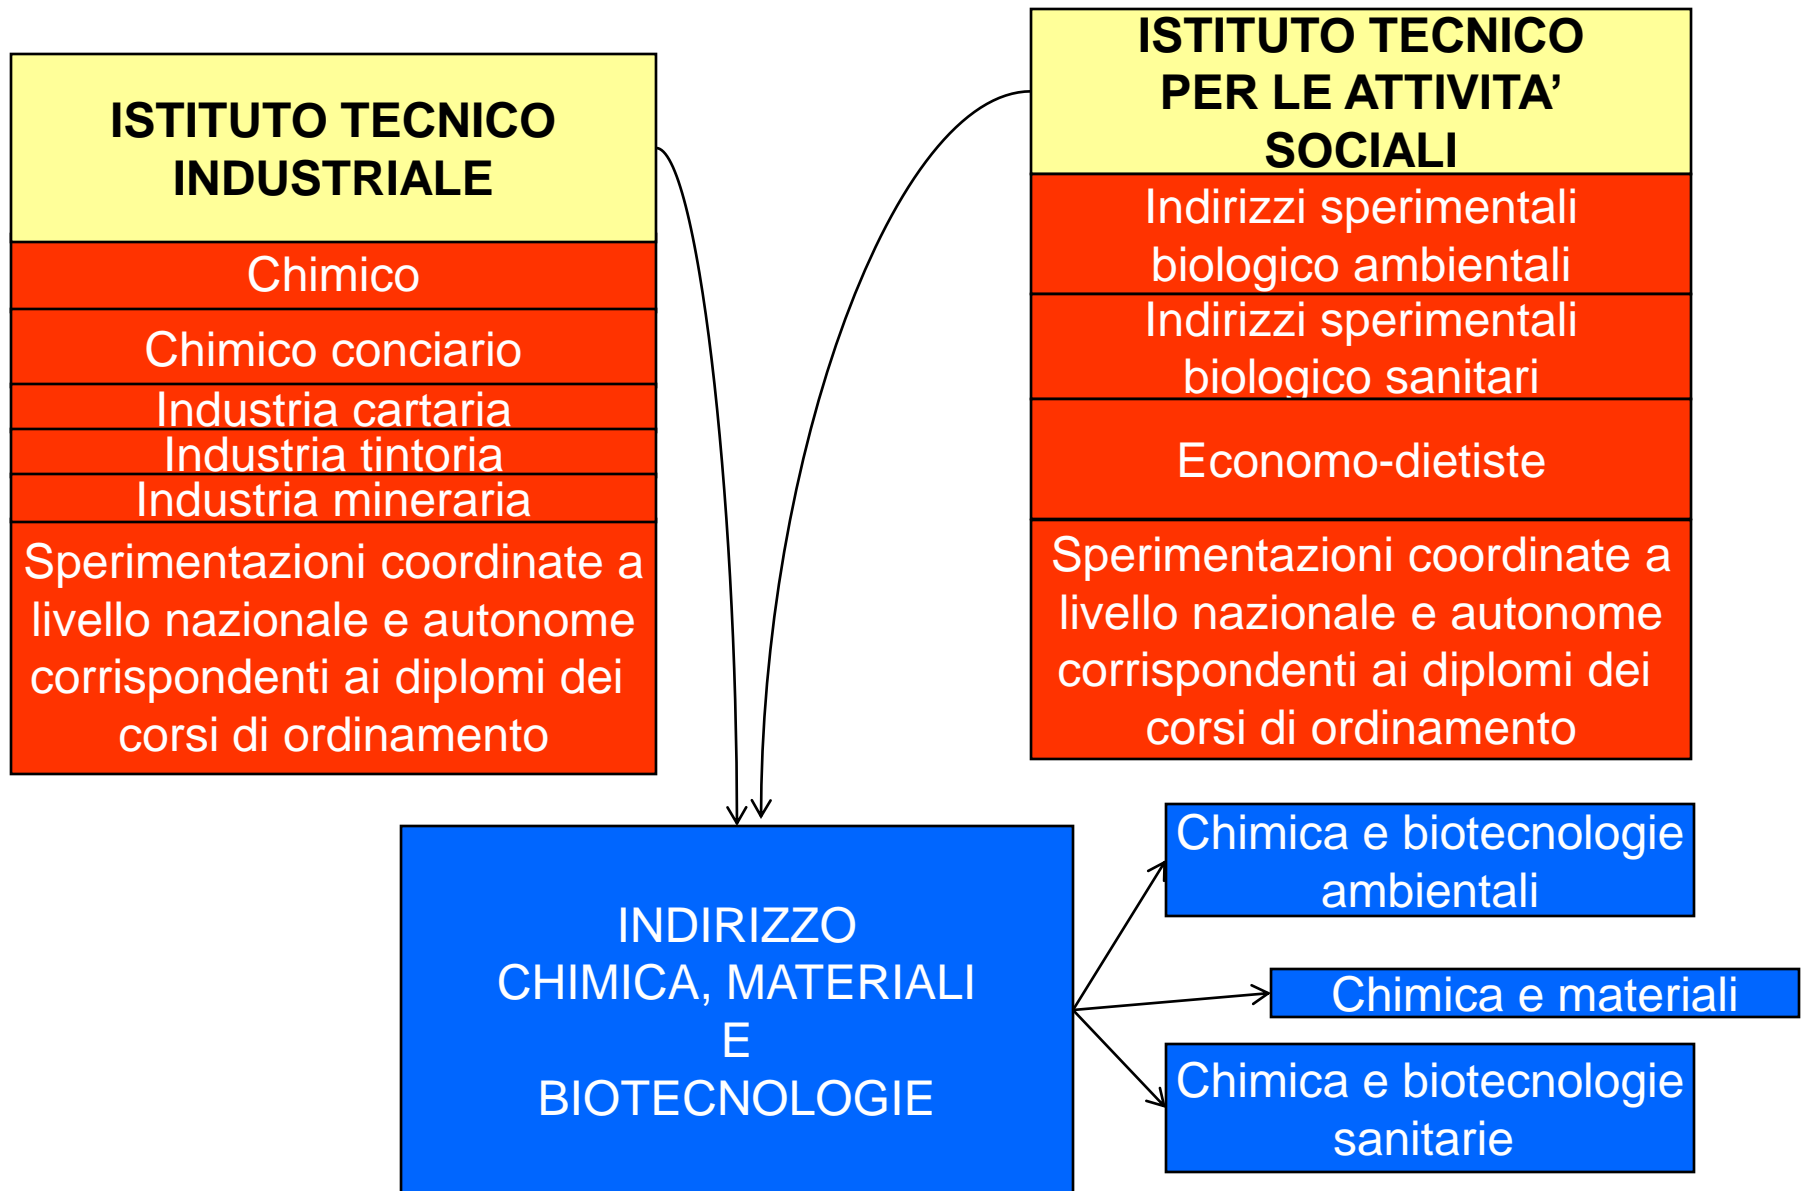 ISTITUTO TECNICO
INDUSTRIALE
Chimico
Chimico conciario
Industria cartaria
Industria tintoria
Industria mineraria
Sperimentazioni coordinate a
livello nazionale e autonome
corrispondenti ai diplomi dei
corsi di ordinamento
ISTITUTO TECNICO
PER LE ATTIVITA’
SOCIALI
Indirizzi sperimentali
biologico ambientali
Indirizzi sperimentali
biologico sanitari
Economo-dietiste
Sperimentazioni coordinate a
livello nazionale e autonome
corrispondenti ai diplomi dei
corsi di ordinamento
INDIRIZZO
CHIMICA, MATERIALI
E
BIOTECNOLOGIE
Chimica e biotecnologie
ambientali
Chimica e materiali
Chimica e biotecnologie
sanitarie